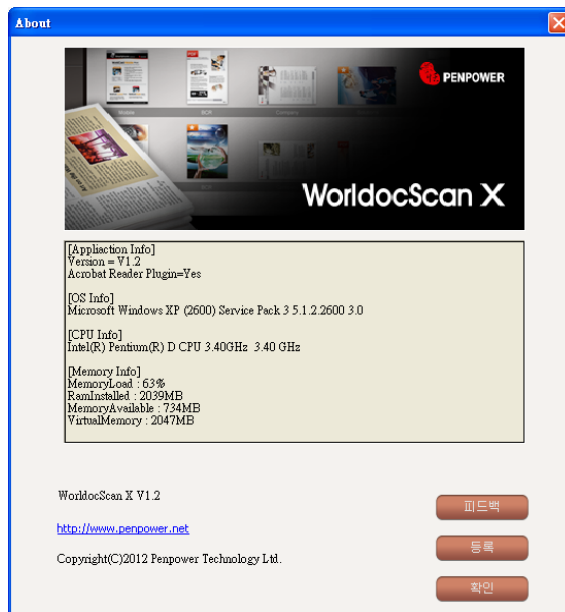 About
PENPOWER
WorldocScan X
[Appliaction Info]
Version = V1.2
Acrobat Reader Plugin=Yes
[OS Info]
Microsoft Windows XP (2600) Service Pack 3 5.1.2.2600 3.0
[CPU Info]
Intel(R) Pentium(R) D CPU 3.40GHz  3.40 GHz
[Memory Info]
MemoryLoad : 63%
RamInstalled : 2039MB
MemoryAvailable : 734MB
VirtualMemory : 2047MB
WorldocScan X V1.2
피드백
http://www.penpower.net
등록
Copyright(C)2012 Penpower Technology Ltd.
확인